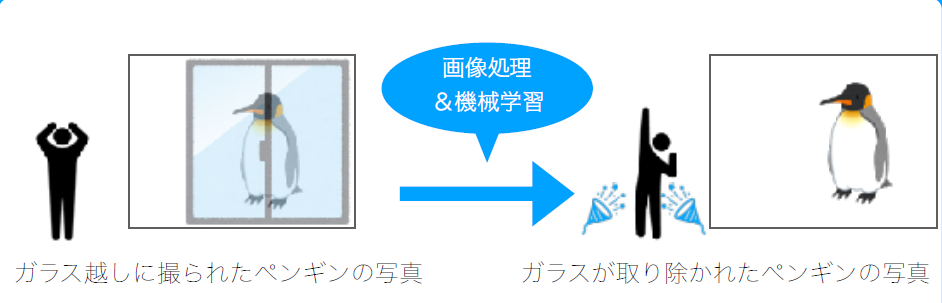 画像処理
＆機械学習
ガラス越しに撮られたペンギンの写真
ガラスが取り除かれたペンギンの写真